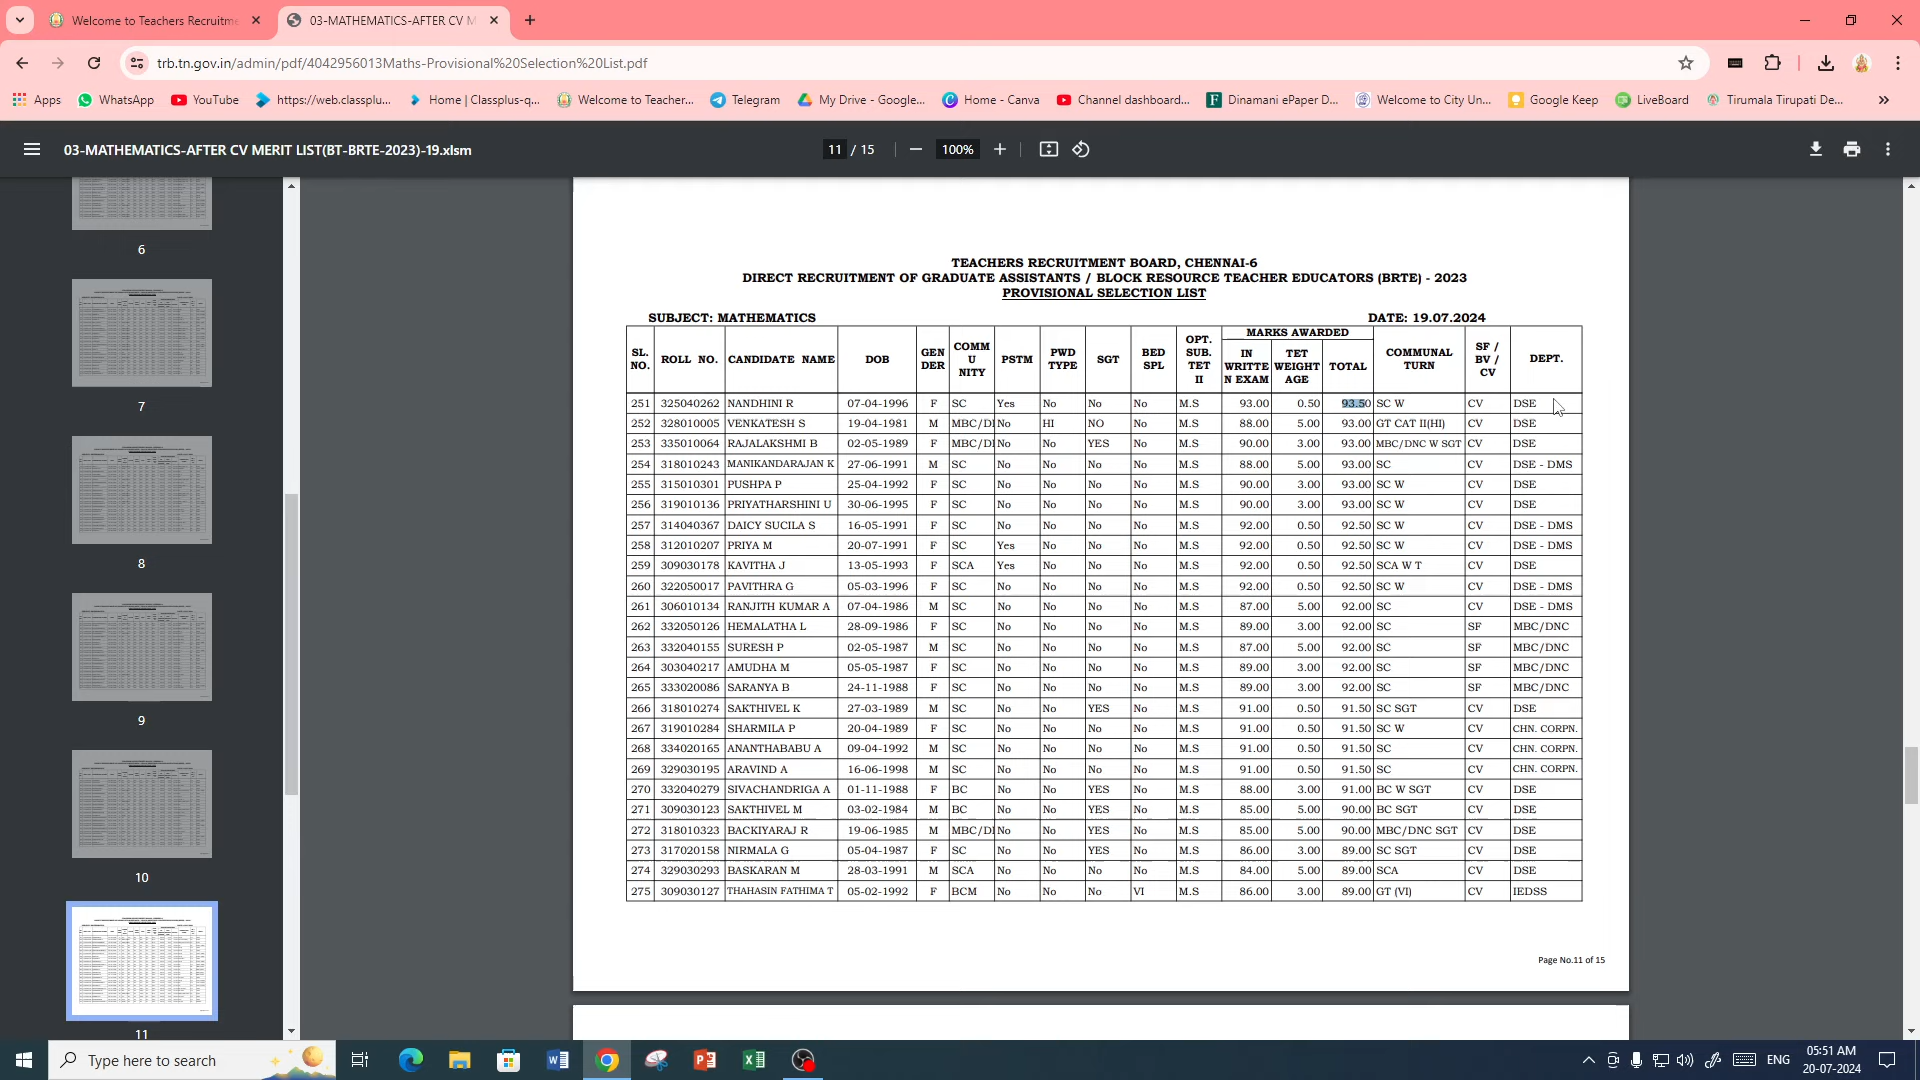 Welcome to Teachers Recruitme
03-MATHEMATICS-AFTER CV M
trb.tn.gov.in/admin/pdf/4042956013Maths-Provisional%20Selection%20List.pdf
Apps WhatsApp YouTube https://web.classplu... Home | Classplus-q... Welcome to Teacher... Telegram My Drive - Google... Home - Canva Channel dashboard... Dinamani ePaper D... Welcome to City Un... Google Keep LiveBoard Tirumala Tirupati De... »
03-MATHEMATICS-AFTER CV MERIT LIST(BT-BRTE-2023)-19.xlsm 11 / 15 100%
6
7
8
9
10
11
TEACHERS RECRUITMENT BOARD, CHENNAI-6
DIRECT RECRUITMENT OF GRADUATE ASSISTANTS / BLOCK RESOURCE TEACHER EDUCATORS (BRTE) - 2023
PROVISIONAL SELECTION LIST
SUBJECT: MATHEMATICS DATE: 19.07.2024
SL. NO. ROLL NO. CANDIDATE NAME DOB GEN DER COMM U NITY PSTM PWD TYPE SGT BED SPL OPT. SUB. TET II MARKS AWARDED IN WRITTE N EXAM TET WEIGHT AGE TOTAL COMMUNAL TURN SF / BV / CV DEPT.
251 325040262 NANDHINI R 07-04-1996 F SC Yes No No No M.S 93.00 0.50 93.50 SC W CV DSE
252 328010005 VENKATESH S 19-04-1981 M MBC/DI No HI NO No M.S 88.00 5.00 93.00 GT CAT II(HI) CV DSE
253 335010064 RAJALAKSHMI B 02-05-1989 F MBC/DI No No YES No M.S 90.00 3.00 93.00 MBC/DNC W SGT CV DSE
254 318010243 MANIKANDARAJAN K 27-06-1991 M SC No No No No M.S 88.00 5.00 93.00 SC CV DSE - DMS
255 315010301 PUSHPA P 25-04-1992 F SC No No No No M.S 90.00 3.00 93.00 SC W CV DSE
256 319010136 PRIYATHARSHINI U 30-06-1995 F SC No No No No M.S 90.00 3.00 93.00 SC W CV DSE
257 314040367 DAICY SUCILA S 16-05-1991 F SC No No No No M.S 92.00 0.50 92.50 SC W CV DSE - DMS
258 312010207 PRIYA M 20-07-1991 F SC Yes No No No M.S 92.00 0.50 92.50 SC W CV DSE - DMS
259 309030178 KAVITHA J 13-05-1993 F SCA Yes No No No M.S 92.00 0.50 92.50 SCA W T CV DSE
260 322050017 PAVITHRA G 05-03-1996 F SC No No No No M.S 92.00 0.50 92.50 SC W CV DSE - DMS
261 306010134 RANJITH KUMAR A 07-04-1986 M SC No No No No M.S 87.00 5.00 92.00 SC CV DSE - DMS
262 332050126 HEMALATHA L 28-09-1986 F SC No No No No M.S 89.00 3.00 92.00 SC SF MBC/DNC
263 332040155 SURESH P 02-05-1987 M SC No No No No M.S 87.00 5.00 92.00 SC SF MBC/DNC
264 303040217 AMUDHA M 05-05-1987 F SC No No No No M.S 89.00 3.00 92.00 SC SF MBC/DNC
265 333020086 SARANYA B 24-11-1988 F SC No No No No M.S 89.00 3.00 92.00 SC SF MBC/DNC
266 318010274 SAKTHIVEL K 27-03-1989 M SC No No YES No M.S 91.00 0.50 91.50 SC SGT CV DSE
267 319010284 SHARMILA P 20-04-1989 F SC No No No No M.S 91.00 0.50 91.50 SC W CV CHN. CORPN.
268 334020165 ANANTHABABU A 09-04-1992 M SC No No No No M.S 91.00 0.50 91.50 SC CV CHN. CORPN.
269 329030195 ARAVIND A 16-06-1998 M SC No No No No M.S 91.00 0.50 91.50 SC CV CHN. CORPN.
270 332040279 SIVACHANDRIGA A 01-11-1988 F BC No No YES No M.S 88.00 3.00 91.00 BC W SGT CV DSE
271 309030123 SAKTHIVEL M 03-02-1984 M BC No No YES No M.S 85.00 5.00 90.00 BC SGT CV DSE
272 318010323 BACKIYARAJ R 19-06-1985 M MBC/DI No No YES No M.S 85.00 5.00 90.00 MBC/DNC SGT CV DSE
273 317020158 NIRMALA G 05-04-1987 F SC No No YES No M.S 86.00 3.00 89.00 SC SGT CV DSE
274 329030293 BASKARAN M 28-03-1991 M SCA No No No No M.S 84.00 5.00 89.00 SCA CV DSE
275 309030127 THAHASIN FATHIMA T 05-02-1992 F BCM No No No VI M.S 86.00 3.00 89.00 GT (VI) CV IEDSS
Page No.11 of 15
Type here to search ENG 05:51 AM
20-07-2024